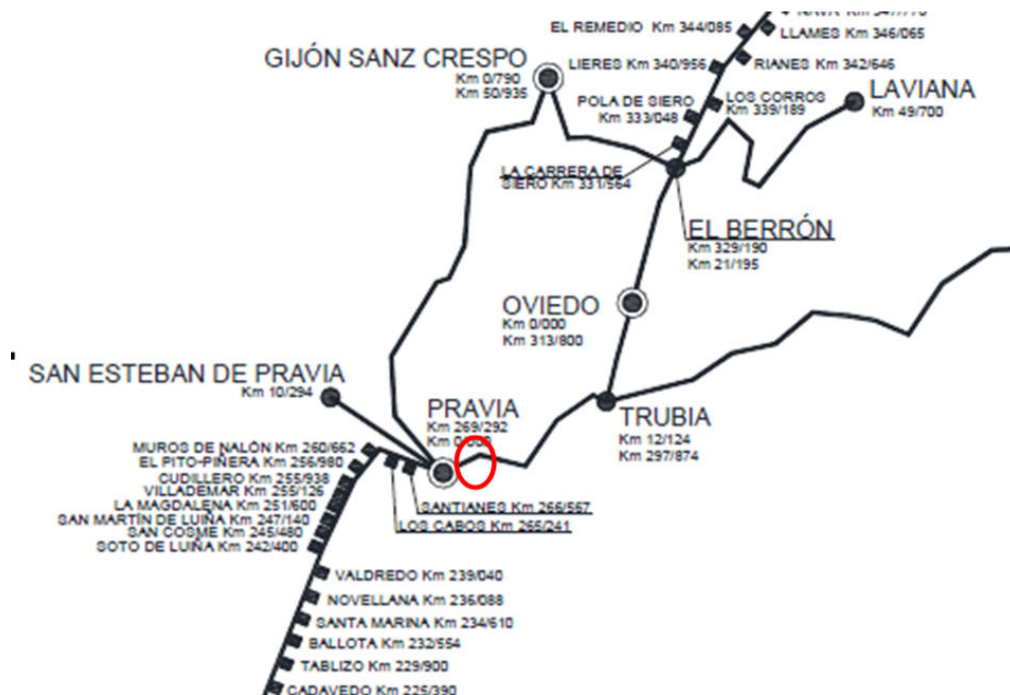 EL REMEDIO Km 344/085
LLAMES Km 346/065
GIJÓN SANZ CRESPO
Km 0/790
Km 50/935
LIERES Km 340/956
RIANES Km 342/646
LAVIANA
Km 49/700
POLA DE SIERO
Km 333/048
LOS CORROS
Km 339/189
LA CARRERA DE
SIERO Km 331/564
EL BERRÓN
Km 329/190
Km 21/195
OVIEDO
Km 0/000
Km 313/800
SAN ESTEBAN DE PRAVIA
Km 10/294
PRAVIA
Km 269/292
Km
TRUBIA
Km 12/124
Km 297/874
MUROS DE NALÓN Km 260/662
EL PITO-PIÑERA Km 256/980
CUDILLERO Km 255/938
VILLADEMAR Km 255/126
LA MAGDALENA Km 251/600
SAN MARTÍN DE LUIÑA Km 247/140
SAN COSME Km 245/480
SOTO DE LUIÑA Km 242/400
SANTIANES Km 266/567
LOS CABOS Km 265/241
VALDREDO Km 239/040
NOVELLANA Km 236/088
SANTA MARINA Km 234/610
BALLOTA Km 232/554
TABLIZO Km 229/900
CADAVEDO Km 225/390